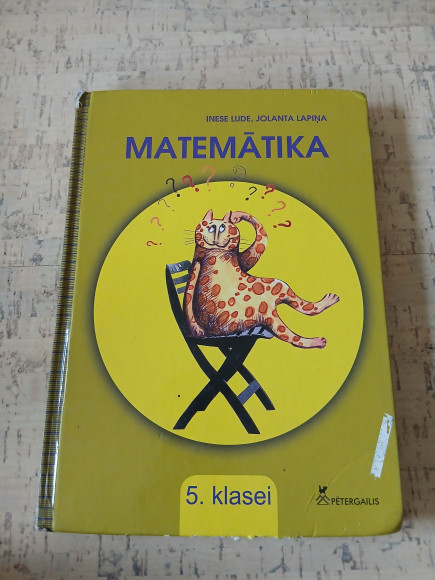 INESE LUDE, JOLANTA LAPIŅA
MATEMĀTIKA
? ? ? ? ? ? ? ? ?
5. klasei
PĒTERGAILIS